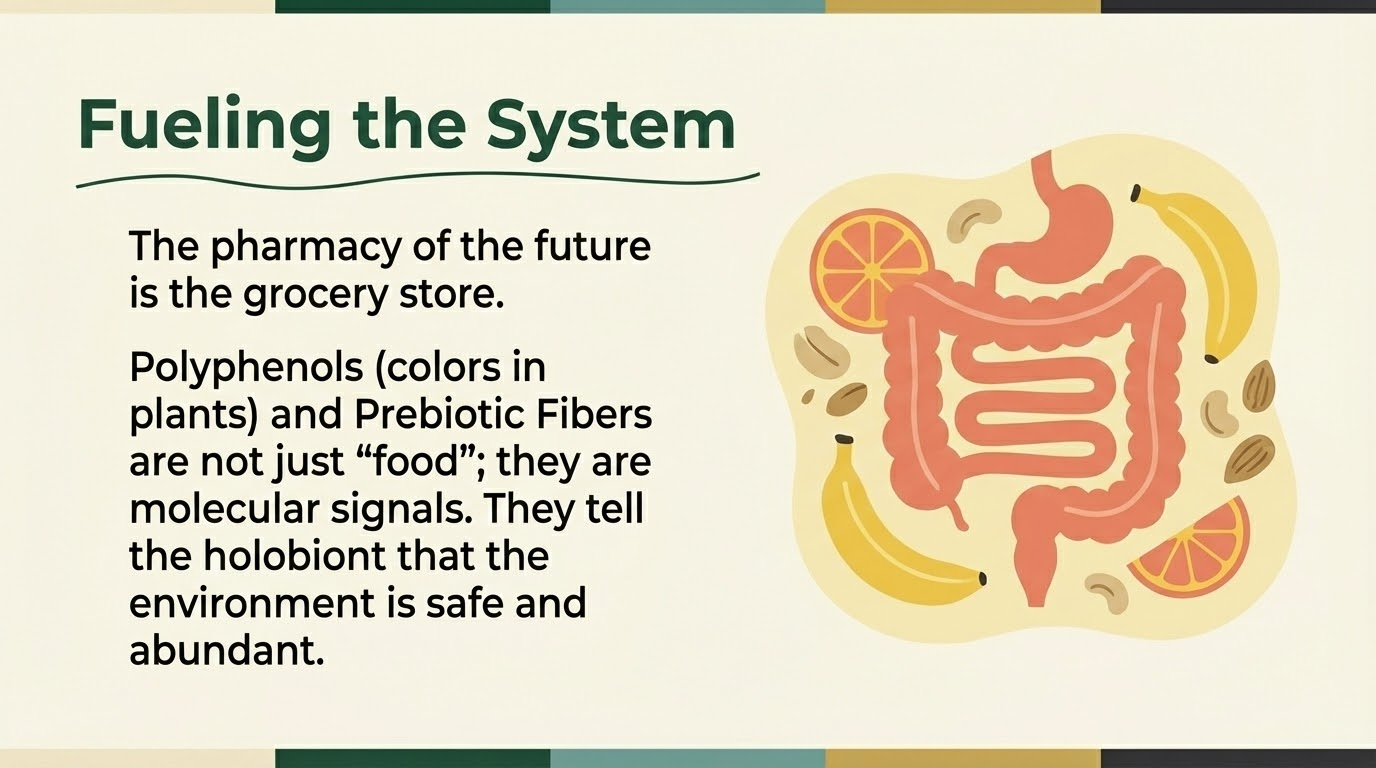 Fueling the System
The pharmacy of the future
is the grocery store.
Polyphenols (colors in
plants) and Prebiotic Fibers
are not just “food”; they are
molecular signals. They tell
the holobiont that the
environment is safe and
abundant.